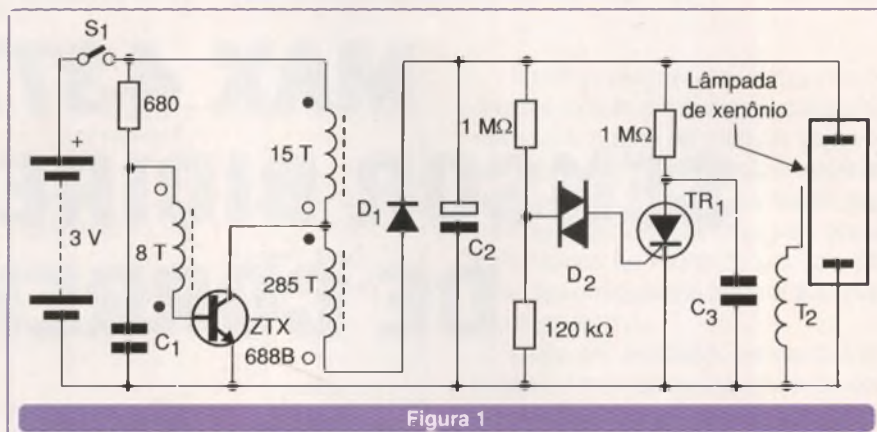 S1
680
+
3 V
8 T
C1
15 T
285 T
ZTX
688B
D1
C2
1 MΩ
D2
120 kΩ
1 MΩ
TR1
C3
T2
Lâmpada
de xenônio
Figura 1